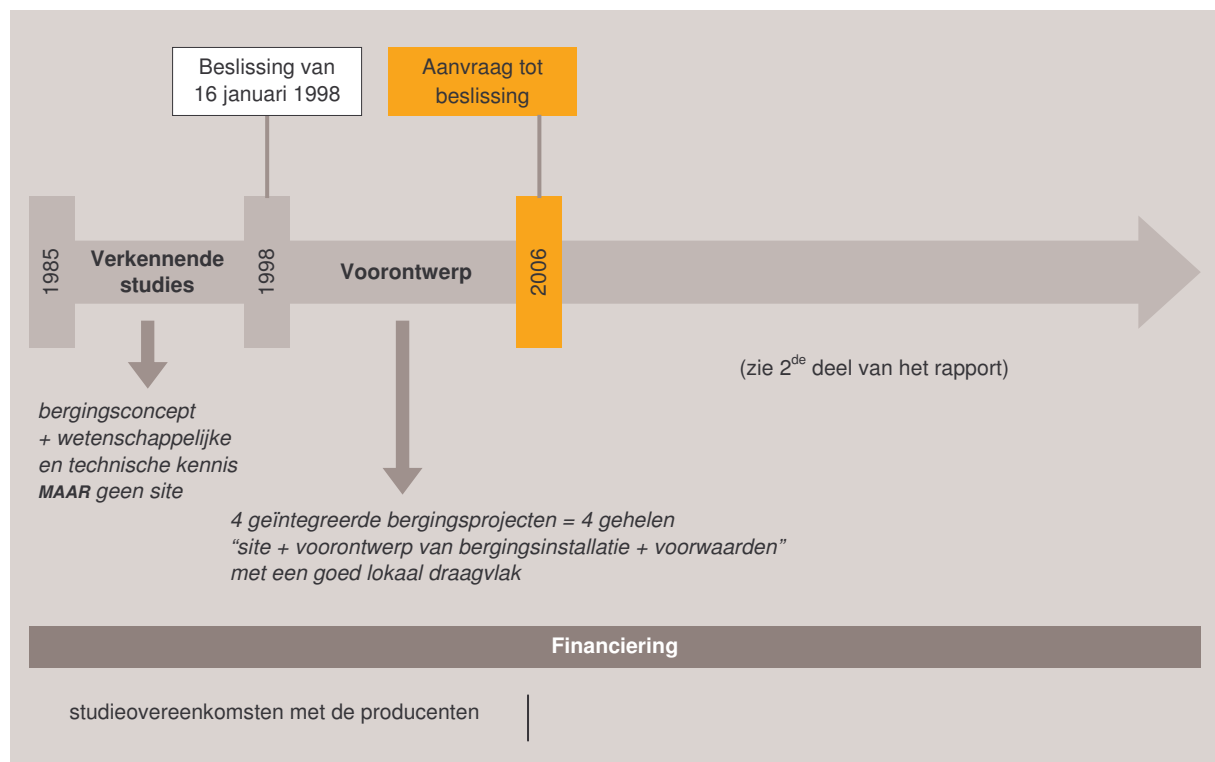 Beslissing van
16 januari 1998
Aanvraag tot
beslissing
1985
Verkennende
studies
1998
Voorontwerp
2006
(zie 2de deel van het rapport)
bergingsconcept
+ wetenschappelijke
en technische kennis
MAAR geen site
4 geïntegreerde bergingsprojecten = 4 gehelen
“site + voorontwerp van bergingsinstallatie + voorwaarden”
met een goed lokaal draagvlak
Financiering
studieovereenkomsten met de producenten